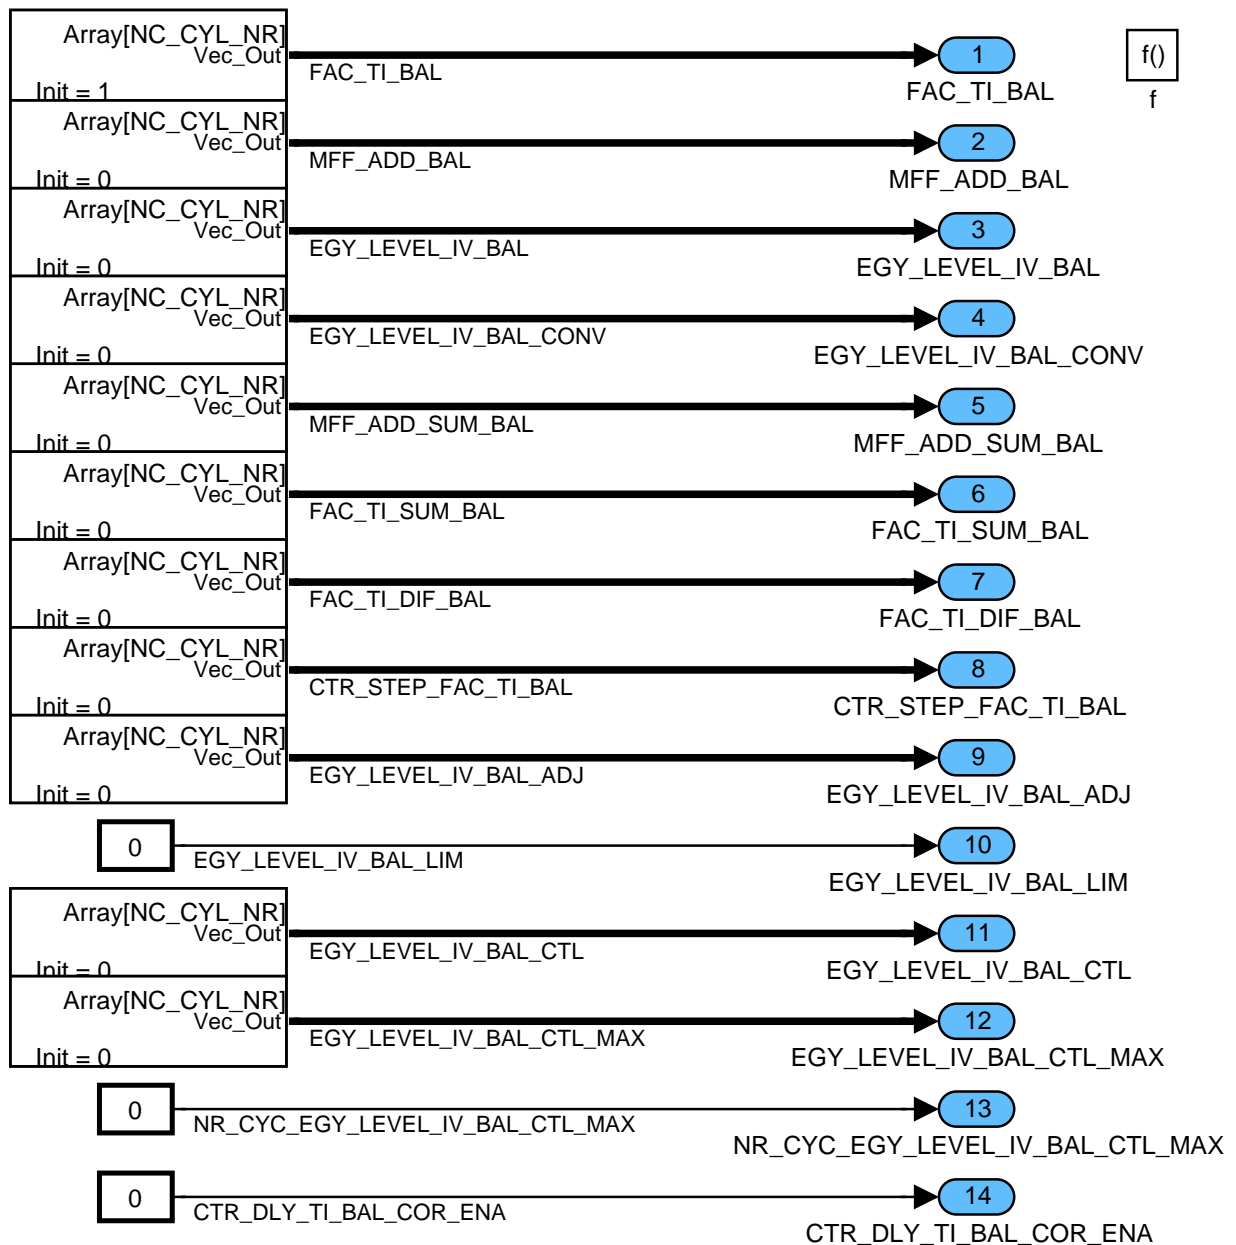 Array[NC_CYL_NR]
Vec_Out
Init = 1
FAC_TI_BAL
1
FAC_TI_BAL
f()
f
Array[NC_CYL_NR]
Vec_Out
Init = 0
MFF_ADD_BAL
2
MFF_ADD_BAL
Array[NC_CYL_NR]
Vec_Out
Init = 0
EGY_LEVEL_IV_BAL
3
EGY_LEVEL_IV_BAL
Array[NC_CYL_NR]
Vec_Out
Init = 0
EGY_LEVEL_IV_BAL_CONV
4
EGY_LEVEL_IV_BAL_CONV
Array[NC_CYL_NR]
Vec_Out
Init = 0
MFF_ADD_SUM_BAL
5
MFF_ADD_SUM_BAL
Array[NC_CYL_NR]
Vec_Out
Init = 0
FAC_TI_SUM_BAL
6
FAC_TI_SUM_BAL
Array[NC_CYL_NR]
Vec_Out
Init = 0
FAC_TI_DIF_BAL
7
FAC_TI_DIF_BAL
Array[NC_CYL_NR]
Vec_Out
Init = 0
CTR_STEP_FAC_TI_BAL
8
CTR_STEP_FAC_TI_BAL
Array[NC_CYL_NR]
Vec_Out
Init = 0
EGY_LEVEL_IV_BAL_ADJ
9
EGY_LEVEL_IV_BAL_ADJ
0
EGY_LEVEL_IV_BAL_LIM
10
EGY_LEVEL_IV_BAL_LIM
Array[NC_CYL_NR]
Vec_Out
Init = 0
EGY_LEVEL_IV_BAL_CTL
11
EGY_LEVEL_IV_BAL_CTL
Array[NC_CYL_NR]
Vec_Out
Init = 0
EGY_LEVEL_IV_BAL_CTL_MAX
12
EGY_LEVEL_IV_BAL_CTL_MAX
0
NR_CYC_EGY_LEVEL_IV_BAL_CTL_MAX
13
NR_CYC_EGY_LEVEL_IV_BAL_CTL_MAX
0
CTR_DLY_TI_BAL_COR_ENA
14
CTR_DLY_TI_BAL_COR_ENA